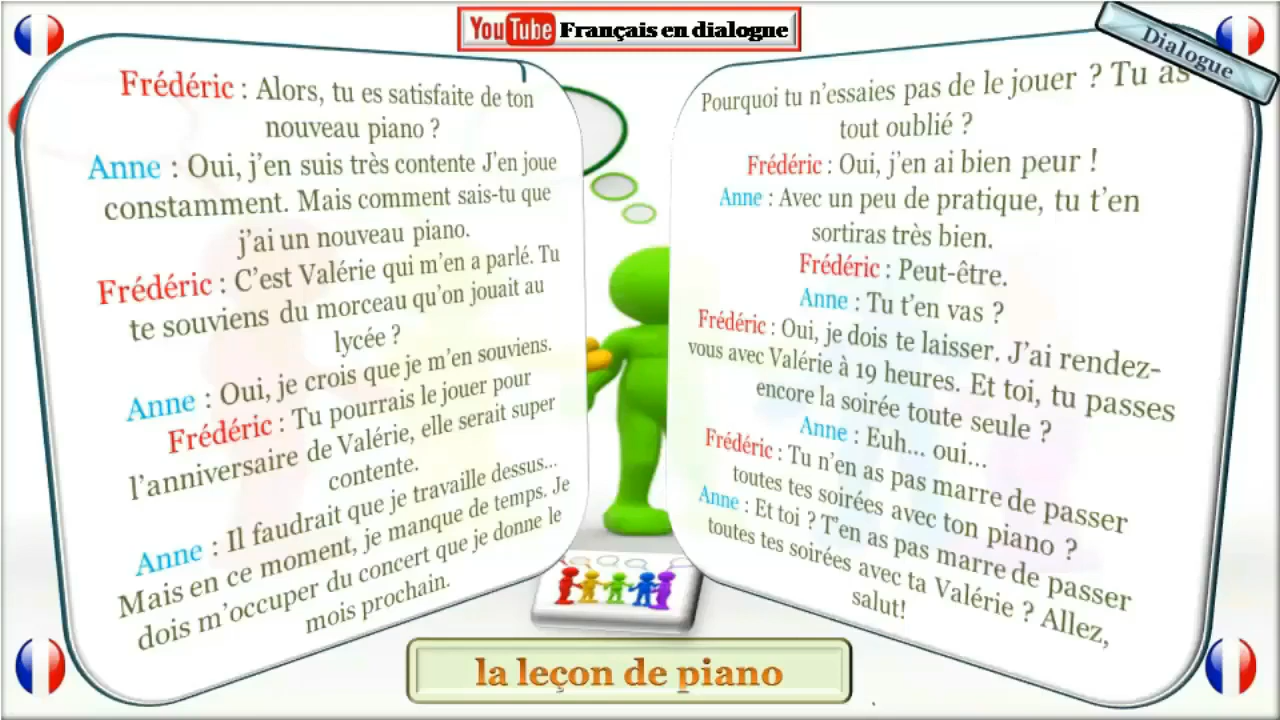 YouTube Français en dialogue
Dialogue
Frédéric : Alors, tu es satisfaite de ton
nouveau piano ?
Anne : Oui, j'en suis très contente J'en joue
constamment. Mais comment sais-tu que
j'ai un nouveau piano.
Frédéric : C'est Valérie qui m'en a parlé. Tu
te souviens du morceau qu'on jouait au
lycée ?
Anne : Oui, je crois que je m'en souviens.
Frédéric : Tu pourrais le jouer pour
l'anniversaire de Valérie, elle serait super
contente.
Anne : Il faudrait que je travaille dessus...
Mais en ce moment, je manque de temps. Je
dois m'occuper du concert que je donne le
mois prochain.
Pourquoi tu n'essaies pas de le jouer ? Tu as
tout oublié ?
Frédéric : Oui, j'en ai bien peur !
Anne : Avec un peu de pratique, tu t'en
sortiras très bien.
Frédéric : Peut-être.
Anne : Tu t'en vas ?
Frédéric : Oui, je dois te laisser. J'ai rendez-
vous avec Valérie à 19 heures. Et toi, tu passes
encore la soirée toute seule ?
Anne : Euh... oui...
Frédéric : Tu n'en as pas marre de passer
toutes tes soirées avec ton piano ?
Anne : Et toi ? T'en as pas marre de passer
toutes tes soirées avec ta Valérie ? Allez,
salut!
la leçon de piano